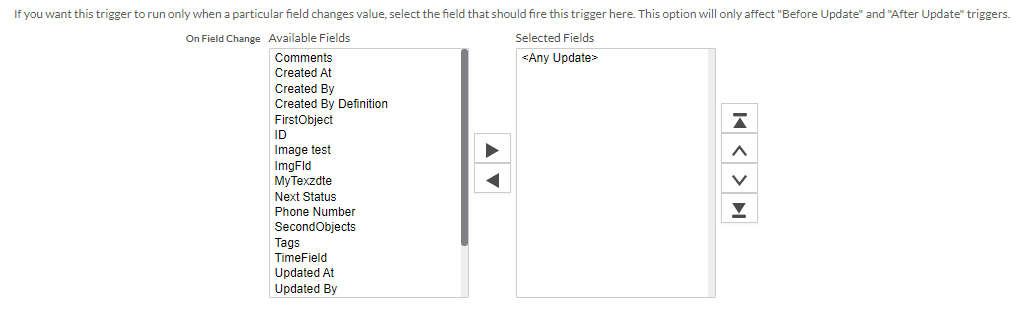 If you want this trigger to run only when a particular field changes value, select the field that should fire this trigger here. This option will only affect "Before Update" and "After Update" triggers.
On Field Change
Available Fields
Selected Fields
Comments
Created At
Created By
Created By Definition
FirstObject
ID
Image test
ImgFld
MyTexzdte
Next Status
Phone Number
SecondObjects
Tags
TimeField
Updated At
Updated By
<Any Update>